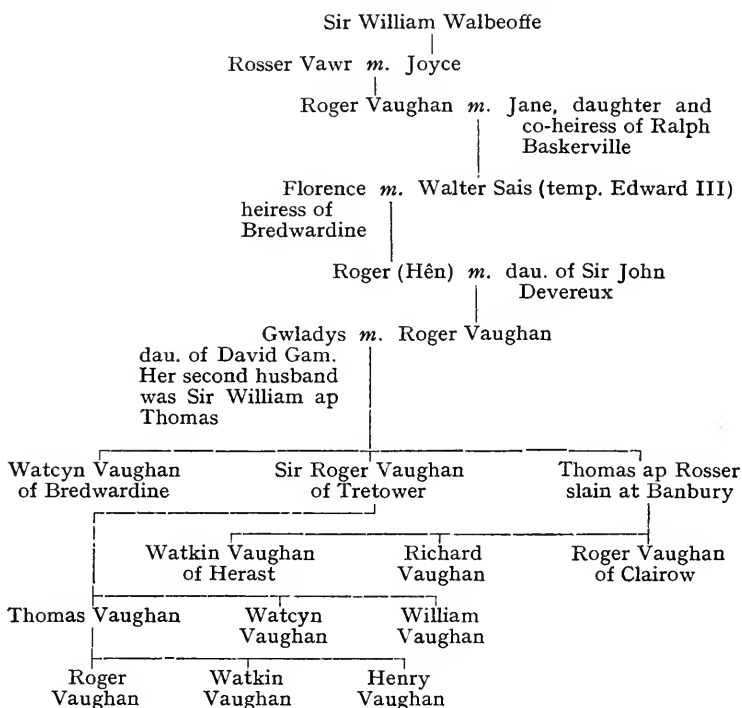 Sir William Walbeoffe
Rosser Vawr m. Joyce
Roger Vaughan m. Jane, daughter and
co-heiress of Ralph
Baskerville
Florence m. Walter Sais (temp. Edward III)
heiress of
Bredwardine
Roger (Hên) m. dau. of Sir John
Devereux
Gwladys m. Roger Vaughan
dau. of David Gam.
Her second husband
was Sir William ap
Thomas
Watcyn Vaughan
of Bredwardine
Sir Roger Vaughan
of Tretower
Thomas ap Rosser
slain at Banbury
Watkin Vaughan
of Herast
Richard
Vaughan
Roger Vaughan
of Clairow
Thomas Vaughan
Watcyn
Vaughan
William
Vaughan
Roger
Vaughan
Watkin
Vaughan
Henry
Vaughan